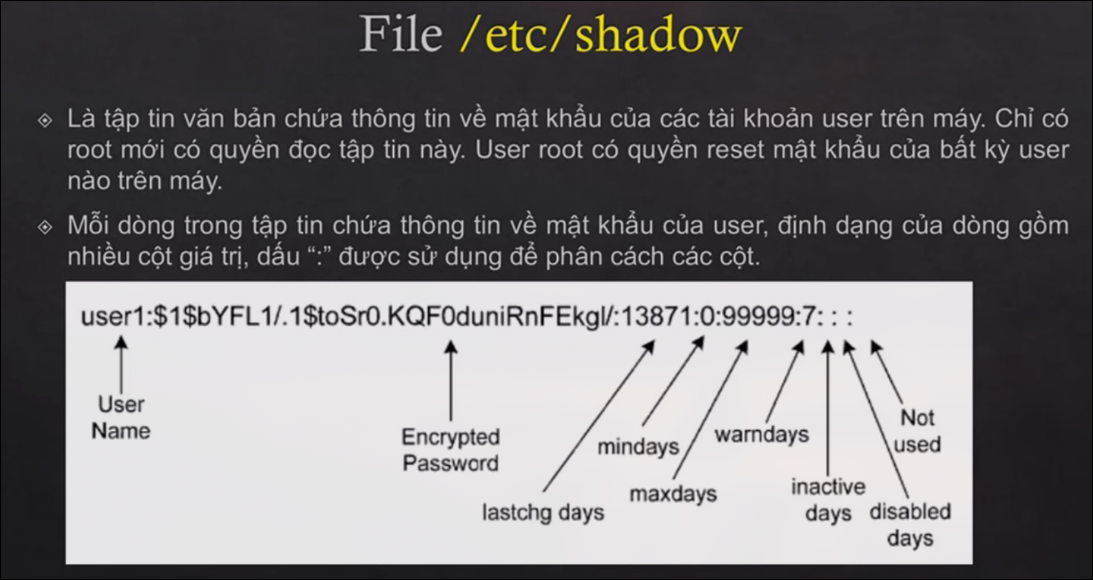 File /etc/shadow
Là tập tin văn bản chứa thông tin về mật khẩu của các tài khoản user trên máy. Chỉ có
root mới có quyền đọc tập tin này. User root có quyền reset mật khẩu của bất kỳ user
nào trên máy.
Mỗi dòng trong tập tin chứa thông tin về mật khẩu của user, định dạng của dòng gồm
nhiều cột giá trị, dấu “:” được sử dụng để phân cách các cột.
user1:$1$bYFL1/.1$toSr0.KQF0duniRnFEkgl/:13871:0:99999:7: : :
User
Name
Encrypted
Password
lastchg days
mindays
maxdays
warndays
inactive
days
disabled
days
Not
used